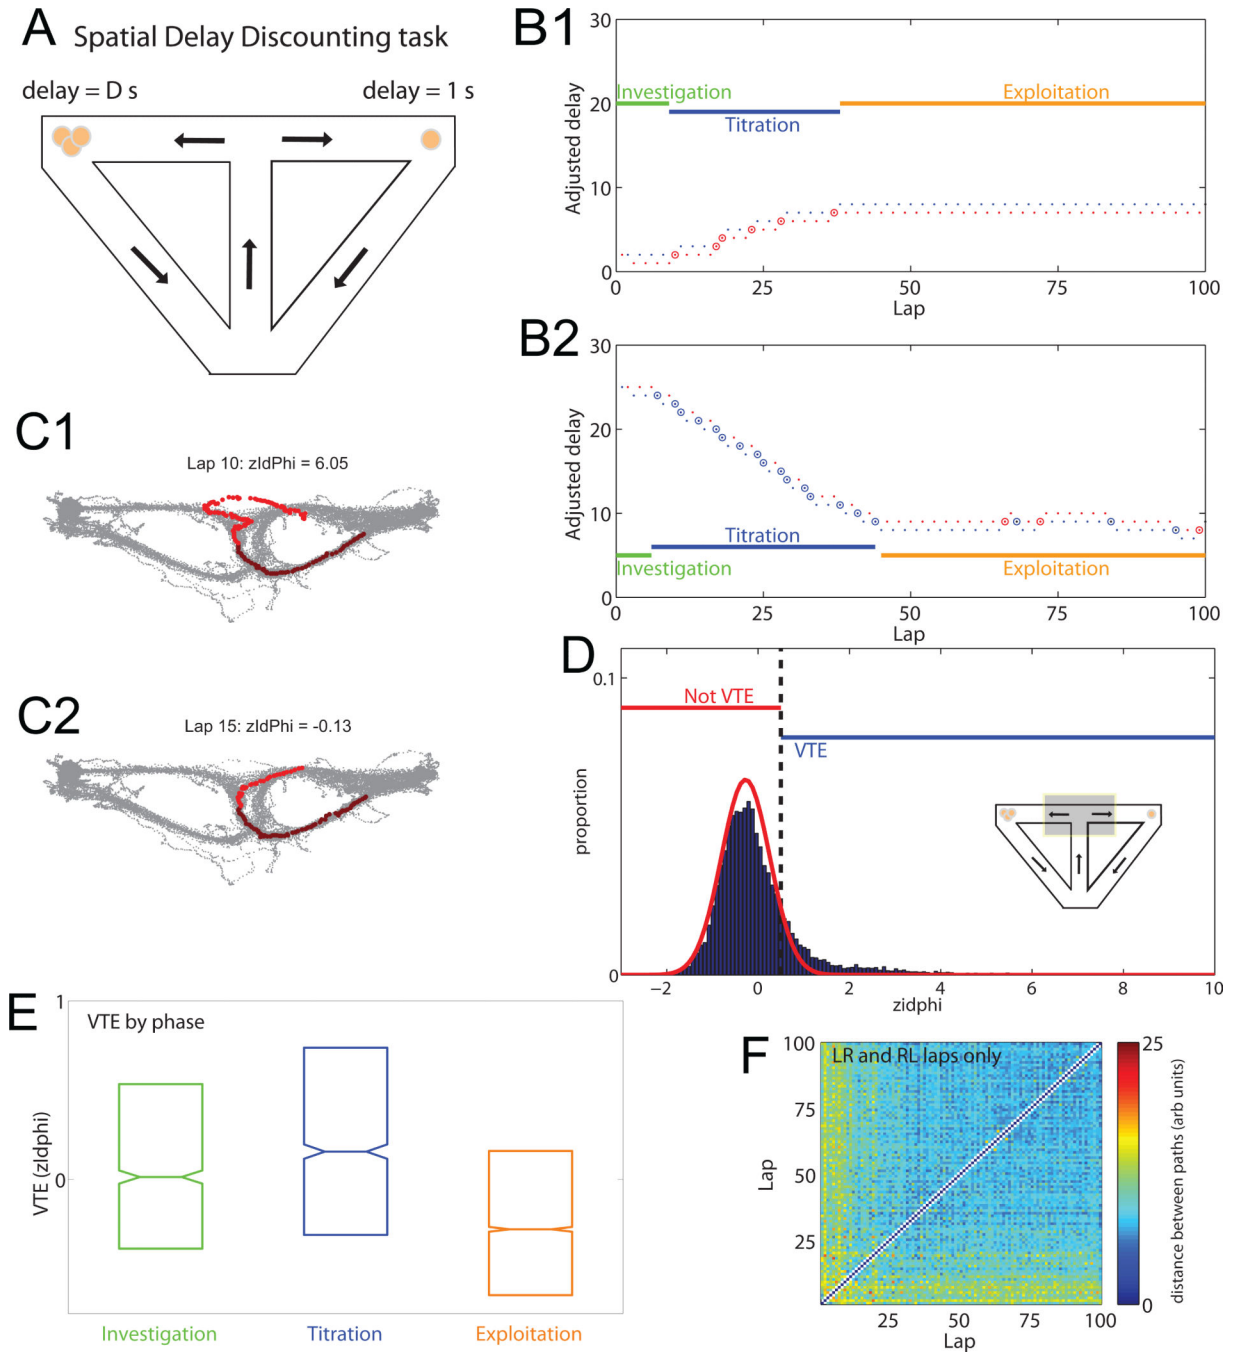 A Spatial Delay Discounting task
delay = D s
delay = 1 s
B1
30
20
10
0
Adjusted delay
Investigation
Titration
Exploitation
0
25
50
75
100
Lap
B2
30
20
10
0
Adjusted delay
Titration
Investigation
Exploitation
0
25
50
75
100
Lap
C1
Lap 10: zIdPhi = 6.05
C2
Lap 15: zIdPhi = -0.13
D
0.1
0
proportion
Not VTE
VTE
−2
0
2
4
6
8
10
zidphi
E
VTE by phase
1
0
VTE (zIdphi)
Investigation
Titration
Exploitation
F
LR and RL laps only
100
75
50
25
Lap
25
50
75
100
Lap
25
0
distance between paths (arb units)